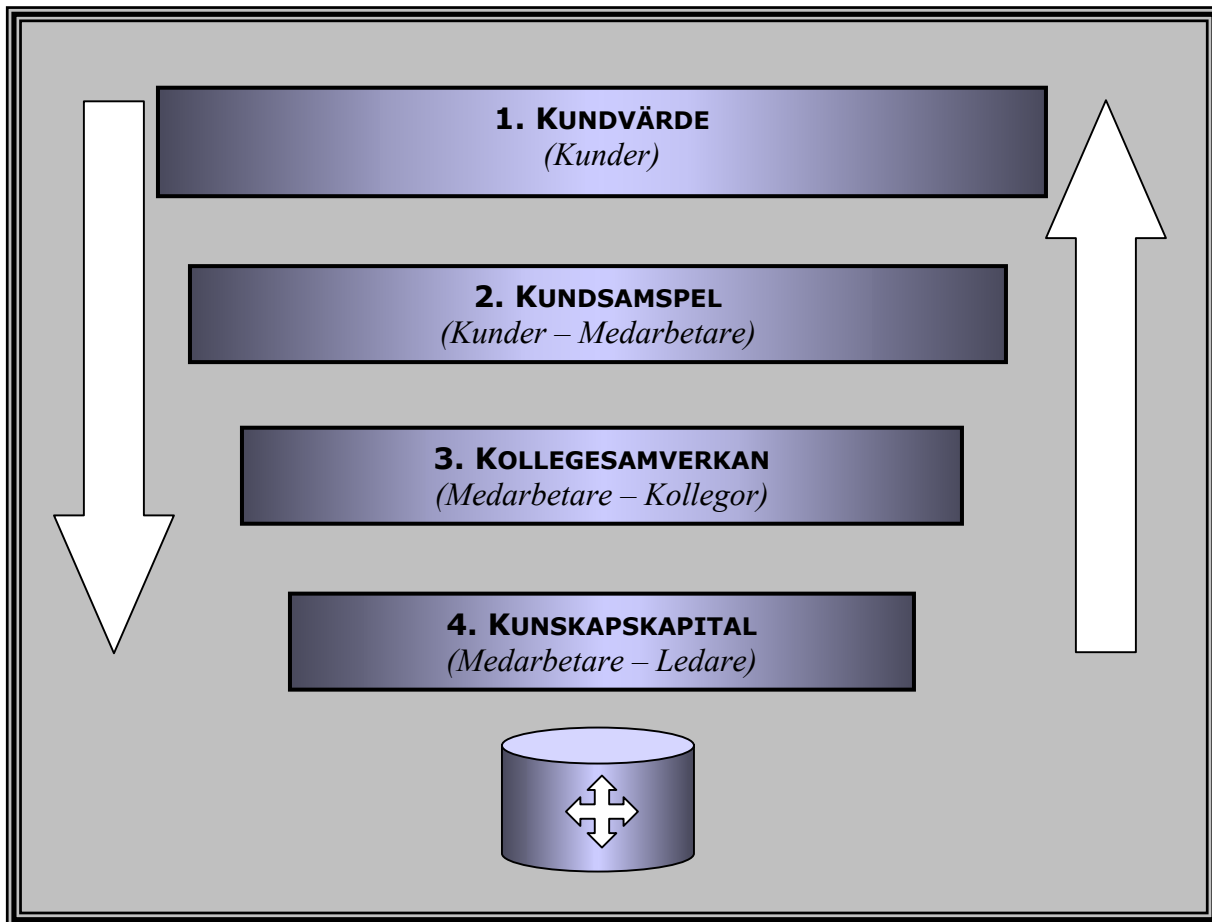 1. KUNDVÄRDE
(Kunder)
2. KUNDSAMSPEL
(Kunder – Medarbetare)
3. KOLLEGESAMVERKAN
(Medarbetare – Kollegor)
4. KUNSKAPSKAPITAL
(Medarbetare – Ledare)